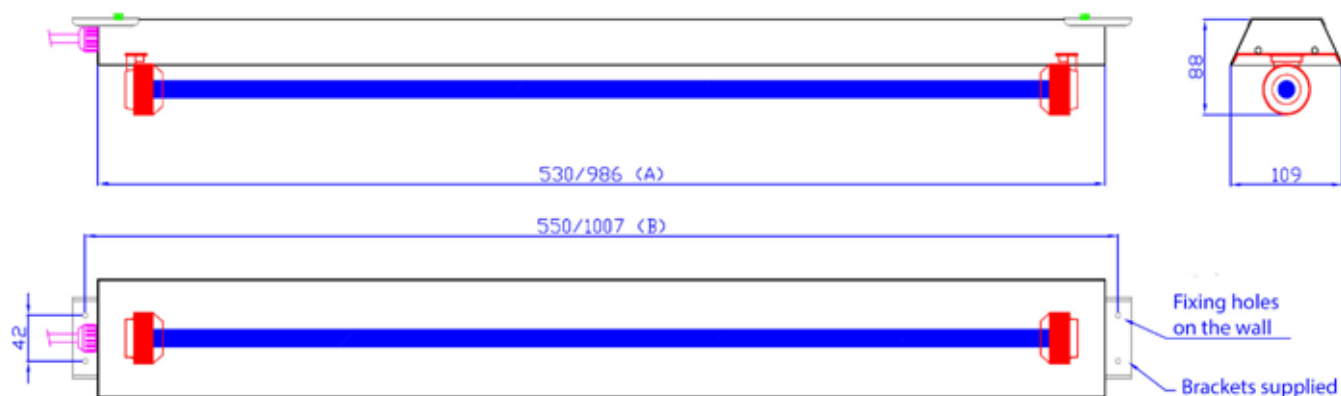 88
530/986 (A)
109
550/1007 (B)
42
Fixing holes
on the wall
Brackets supplied